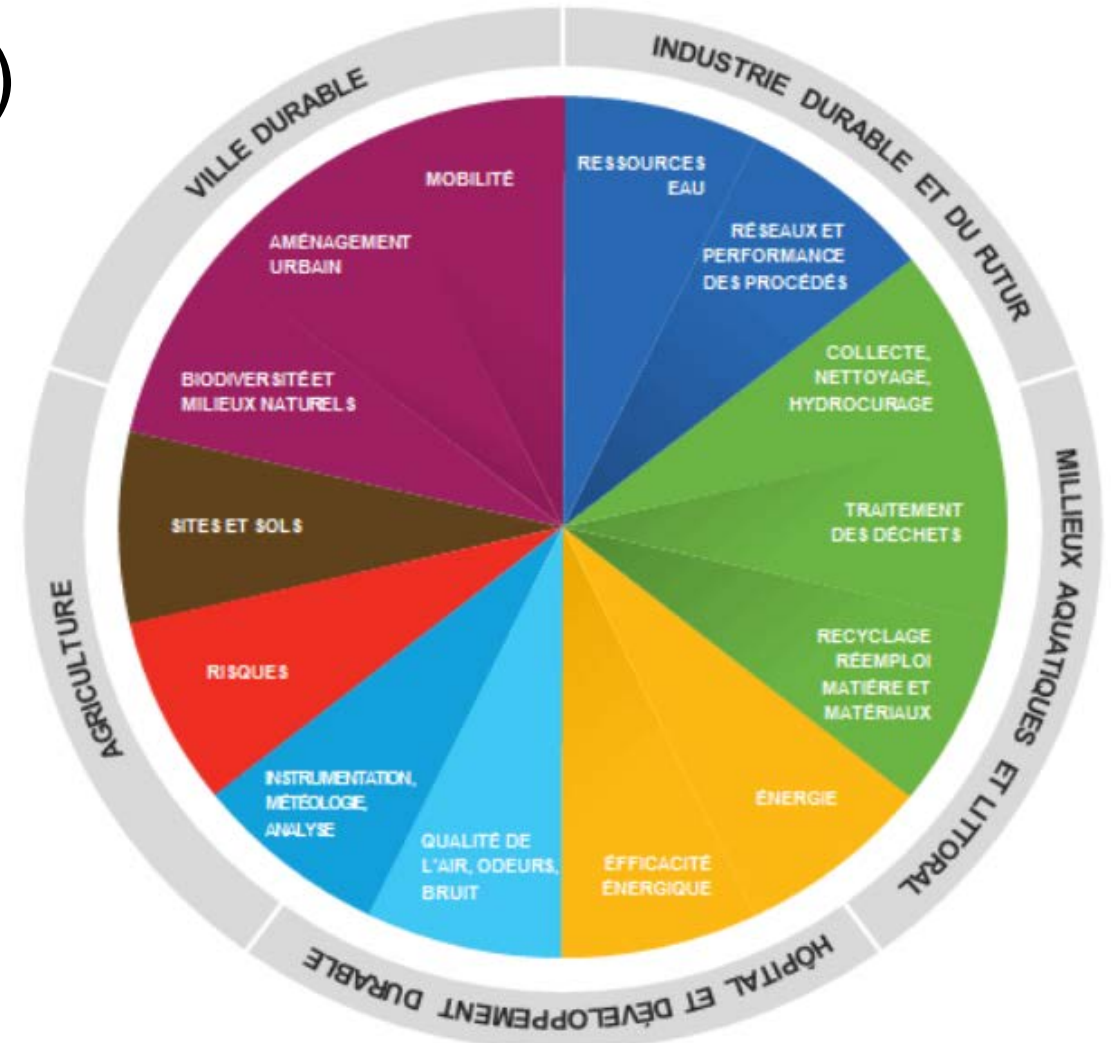 )
VILLE DURABLE
INDUSTRIE DURABLE ET DU FUTUR
MILLIEUX AQUATIQUES ET LITTORAL
HÔPITAL ET DÉVELOPPEMENT DURABLE
AGRICULTURE
MOBILITÉ
AMÉNAGEMENT
URBAIN
BIODIVERSITÉ ET
MILIEUX NATURELS
SITES ET SOLS
RISQUES
INSTRUMENTATION,
MÉTÉOLOGIE,
ANALYSE
QUALITÉ DE
L'AIR, ODEURS,
BRUIT
ÉFFICACITÉ
ÉNERGIQUE
ÉNERGIE
RECYCLAGE
RÉEMPLOI
MATIÈRE ET
MATÉRIAUX
TRAITEMENT
DES DÉCHETS
COLLECTE,
NETTOYAGE,
HYDROCURAGE
RÉSEAUX ET
PERFORMANCE
DES PROCÉDÉS
RESSOURCES
EAU